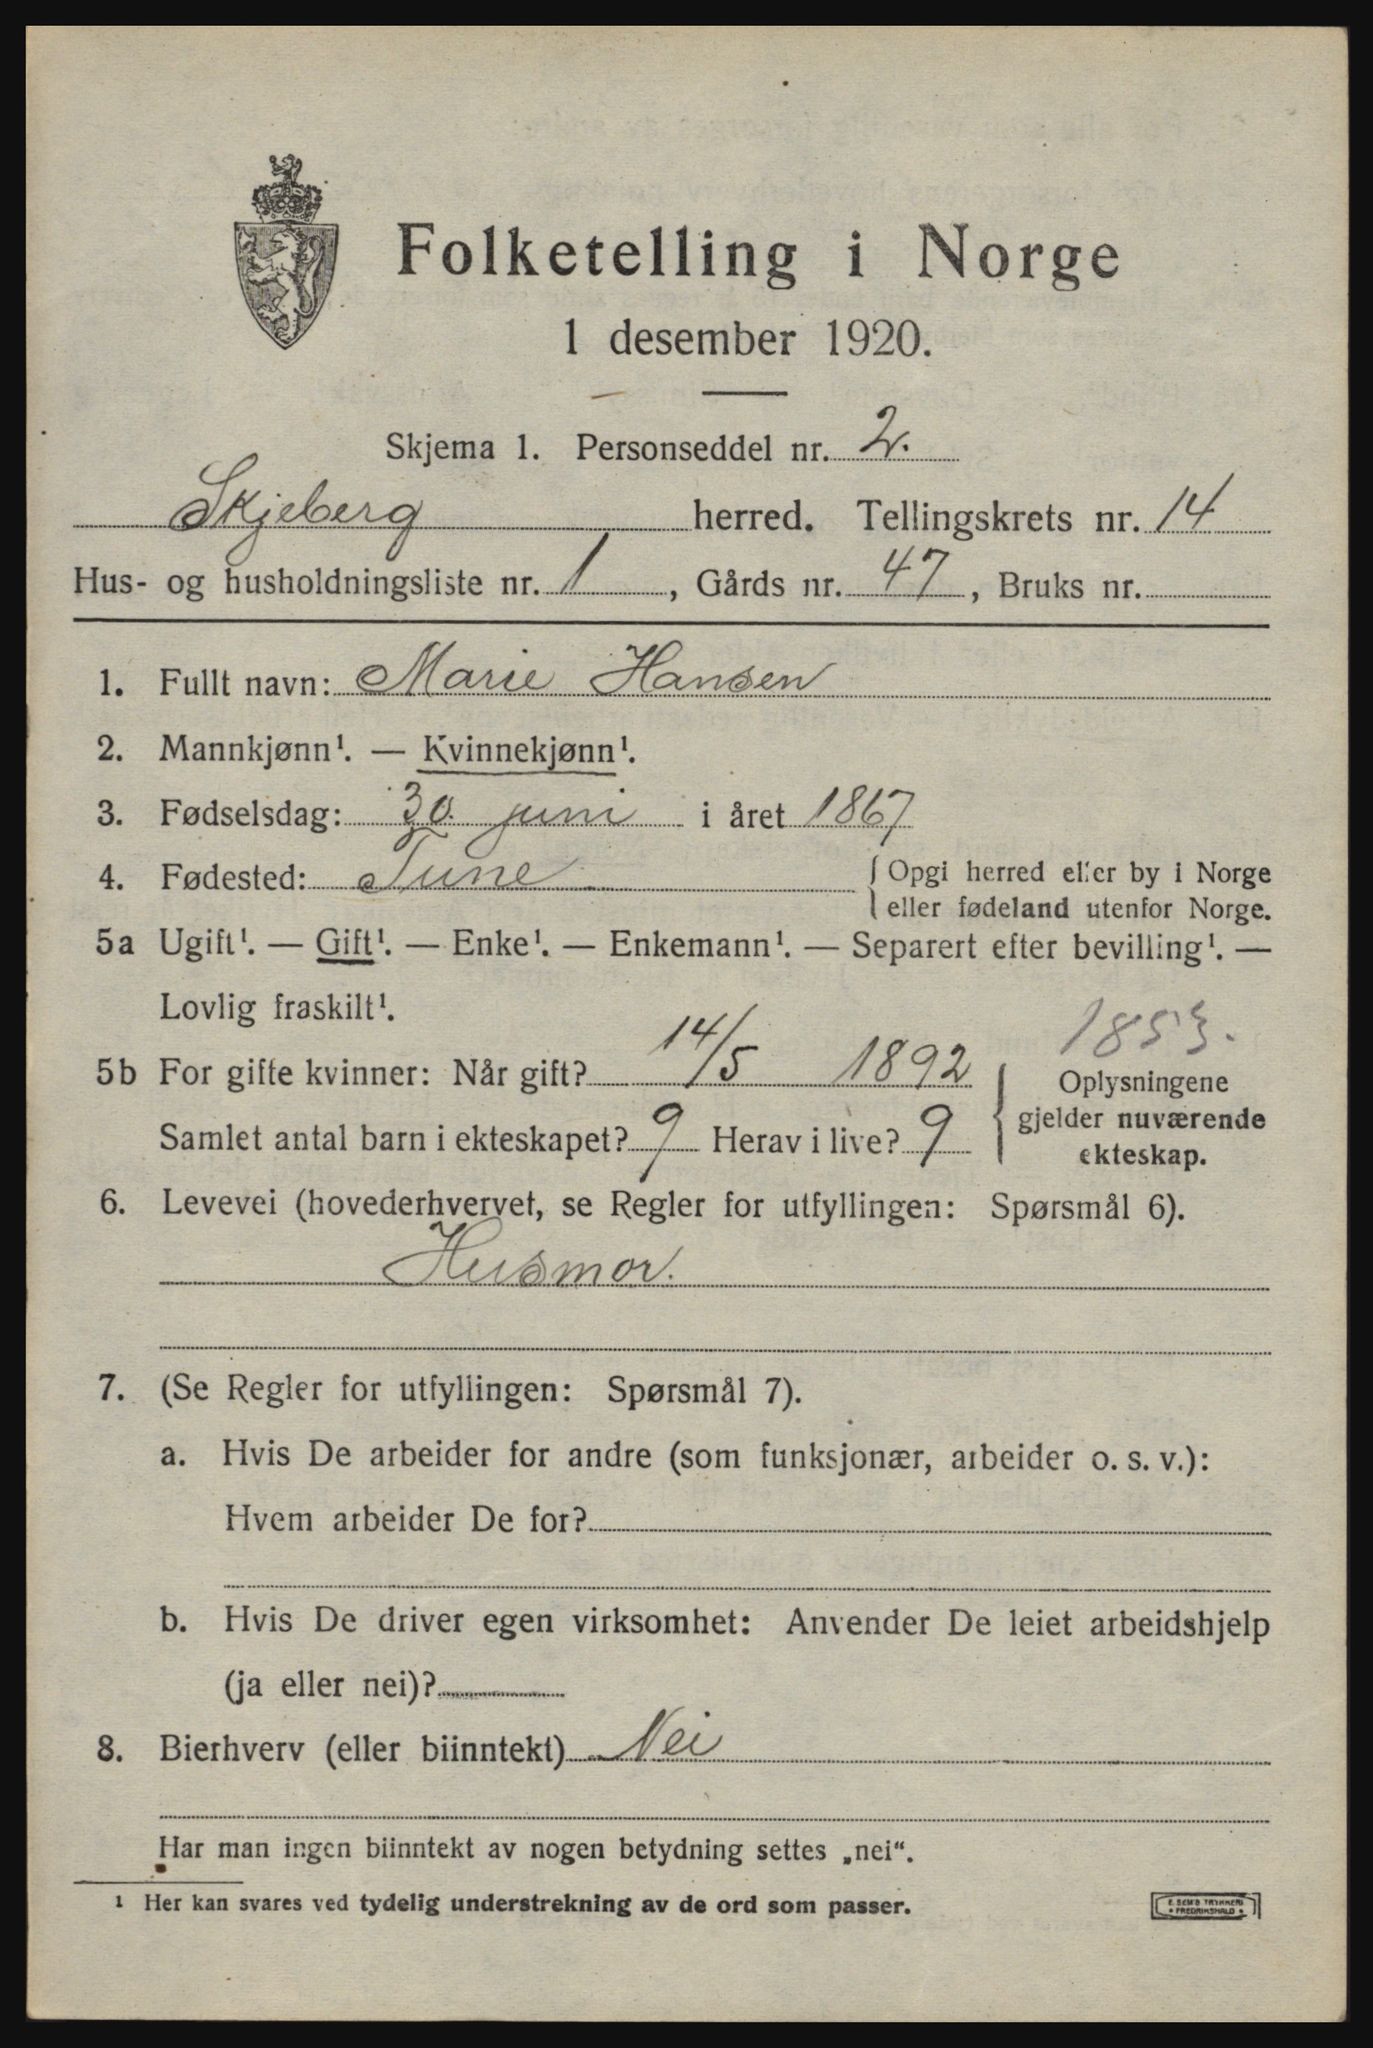 Folketelling i Norge
1 desember 1920.
Skjema 1. Personseddel nr. 2.
Skjeberg herred. Tellingskrets nr. 14
Hus- og husholdningsliste nr. 1, Gårds nr. 47, Bruks nr.
1. Fullt navn: Marie Hansen
2. Mannkjønn¹. — Kvinnekjønn¹.
3. Fødselsdag: 30. juni i året 1867
4. Fødested: Tune { Opgi herred eller by i Norge
eller fødeland utenfor Norge.
5a Ugift¹. — Gift¹. — Enke¹. — Enkemann¹. — Separert efter bevilling¹. —
Lovlig fraskilt¹.
1853.
5b For gifte kvinner: Når gift? 14/5 1892 { Oplysningene
gjelder nuværende
Samlet antal barn i ekteskapet? 9 Herav i live? 9
ekteskap.
6. Levevei (hovederhvervet, se Regler for utfyllingen: Spørsmål 6).
Husmor.
7. (Se Regler for utfyllingen: Spørsmål 7).
a. Hvis De arbeider for andre (som funksjonær, arbeider o. s. v.):
Hvem arbeider De for?
b. Hvis De driver egen virksomhet: Anvender De leiet arbeidshjelp
(ja eller nei)?
8. Bierhverv (eller biinntekt) Nei
Har man ingen biinntekt av nogen betydning settes „nei“.
¹ Her kan svares ved tydelig understrekning av de ord som passer.
E. SEM'S TRYKKERI
• FREDRIKSHALD •